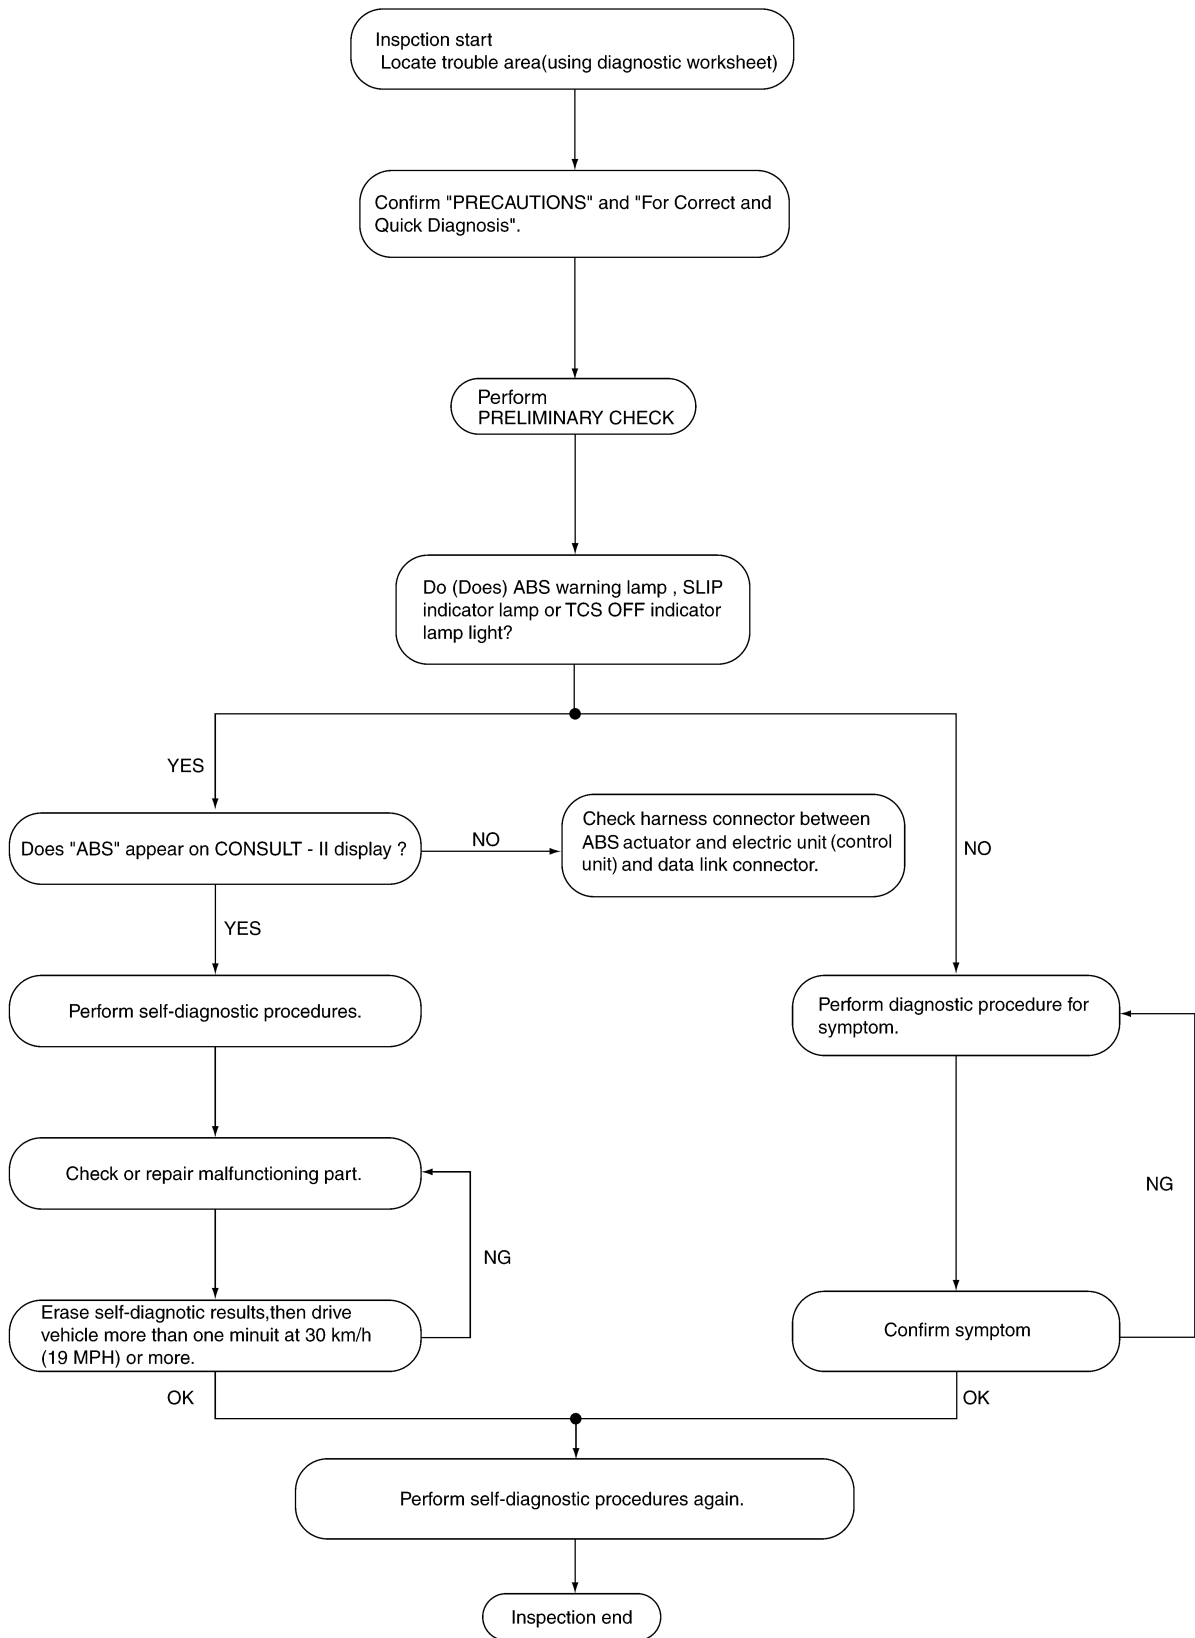 Inspction start
Locate trouble area(using diagnostic worksheet)
Confirm "PRECAUTIONS" and "For Correct and
Quick Diagnosis".
Perform
PRELIMINARY CHECK
Do (Does) ABS warning lamp , SLIP
indicator lamp or TCS OFF indicator
lamp light?
YES
NO
Does "ABS" appear on CONSULT - II display ?
NO
Check harness connector between
ABS actuator and electric unit (control
unit) and data link connector.
YES
Perform self-diagnostic procedures.
Perform diagnostic procedure for
symptom.
Check or repair malfunctioning part.
NG
NG
Erase self-diagnotic results,then drive
vehicle more than one minuit at 30 km/h
(19 MPH) or more.
Confirm symptom
OK
OK
Perform self-diagnostic procedures again.
Inspection end